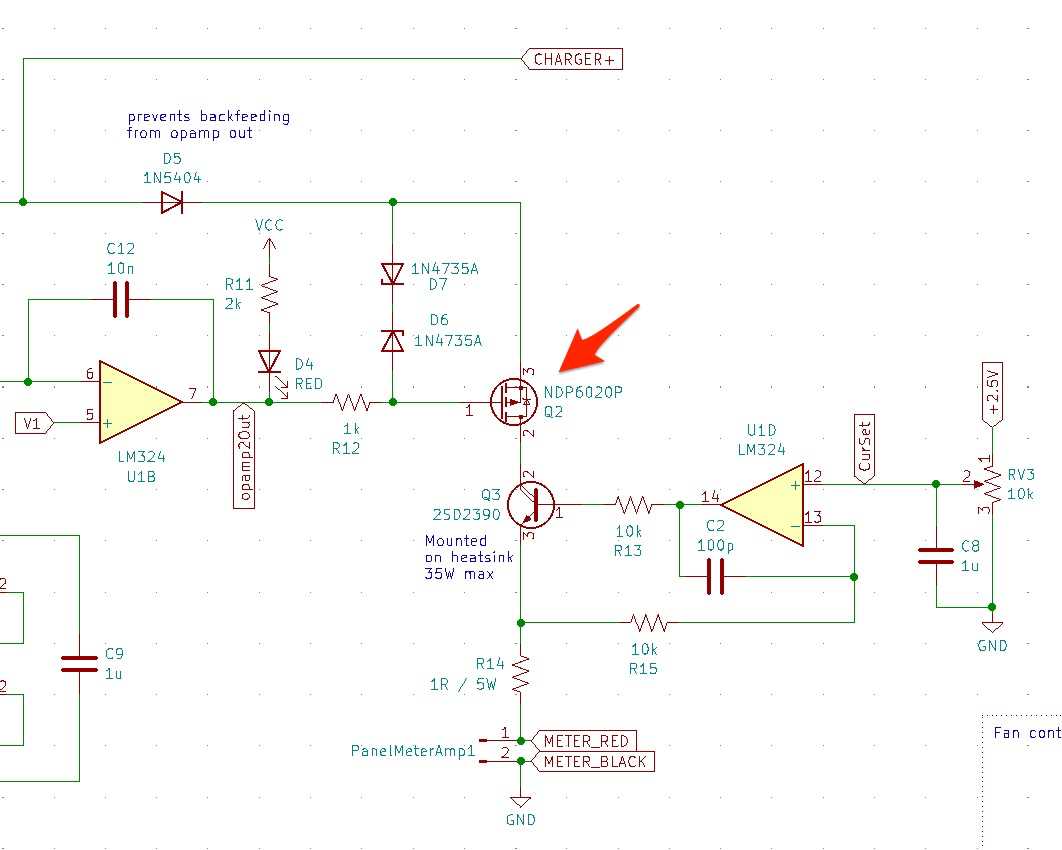 CHARGER+
prevents backfeeding
from opamp out
D5
1N5404
VCC
C12
10n
R11
2k
1N4735A
D7
D6
1N4735A
D4
RED
6
−
7
5
+
V1
LM324
U1B
opamp2Out
1k
R12
1
3
NDP6020P
Q2
2
+2.5V
CurSet
U1D
LM324
12
+
14
13
−
2
1
3
RV3
10k
Q3
2SD2390
2
1
3
Mounted
on heatsink
35W max
10k
R13
C2
100p
C8
1u
GND
2
C9
1u
2
10k
R15
R14
1R / 5W
PanelMeterAmp1
1
2
METER_RED
METER_BLACK
GND
Fan cont